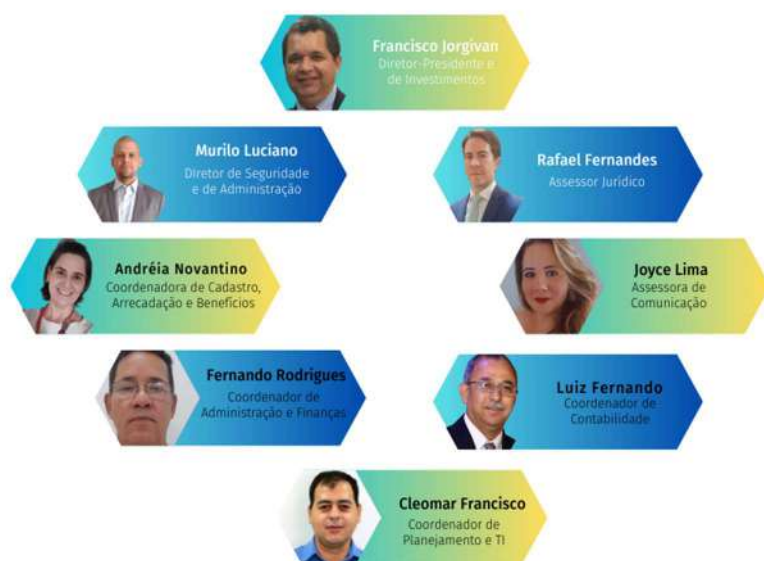 Francisco Jorgivan
Diretor-Presidente e
de Investimentos
Murilo Luciano
Diretor de Seguridade
e de Administração
Rafael Fernandes
Assessor Jurídico
Andréia Novantino
Coordenadora de Cadastro,
Arrecadação e Benefícios
Joyce Lima
Assessora de
Comunicação
Fernando Rodrigues
Coordenador de
Administração e Finanças
Luiz Fernando
Coordenador de
Contabilidade
Cleomar Francisco
Coordenador de
Planejamento e TI